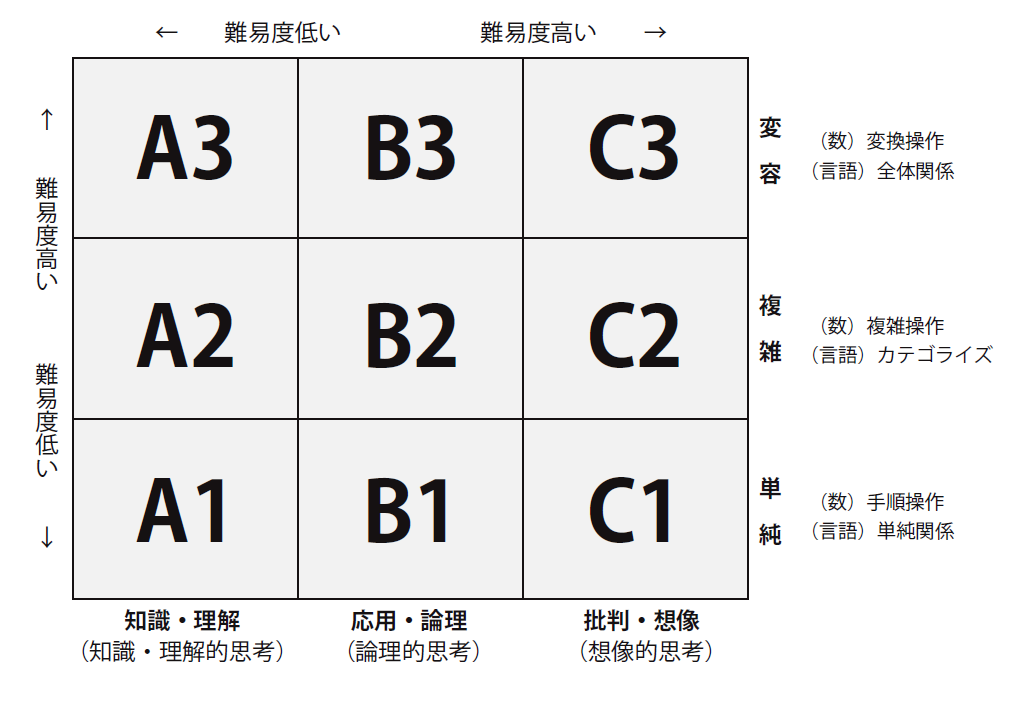 ← 難易度低い 難易度高い →
↑ 難易度高い
難易度低い ↓
A3 B3 C3
変容
（数）変換操作
（言語）全体関係
A2 B2 C2
複雑
（数）複雑操作
（言語）カテゴライズ
A1 B1 C1
単純
（数）手順操作
（言語）単純関係
知識・理解 応用・論理 批判・想像
（知識・理解的思考） （論理的思考） （想像的思考）